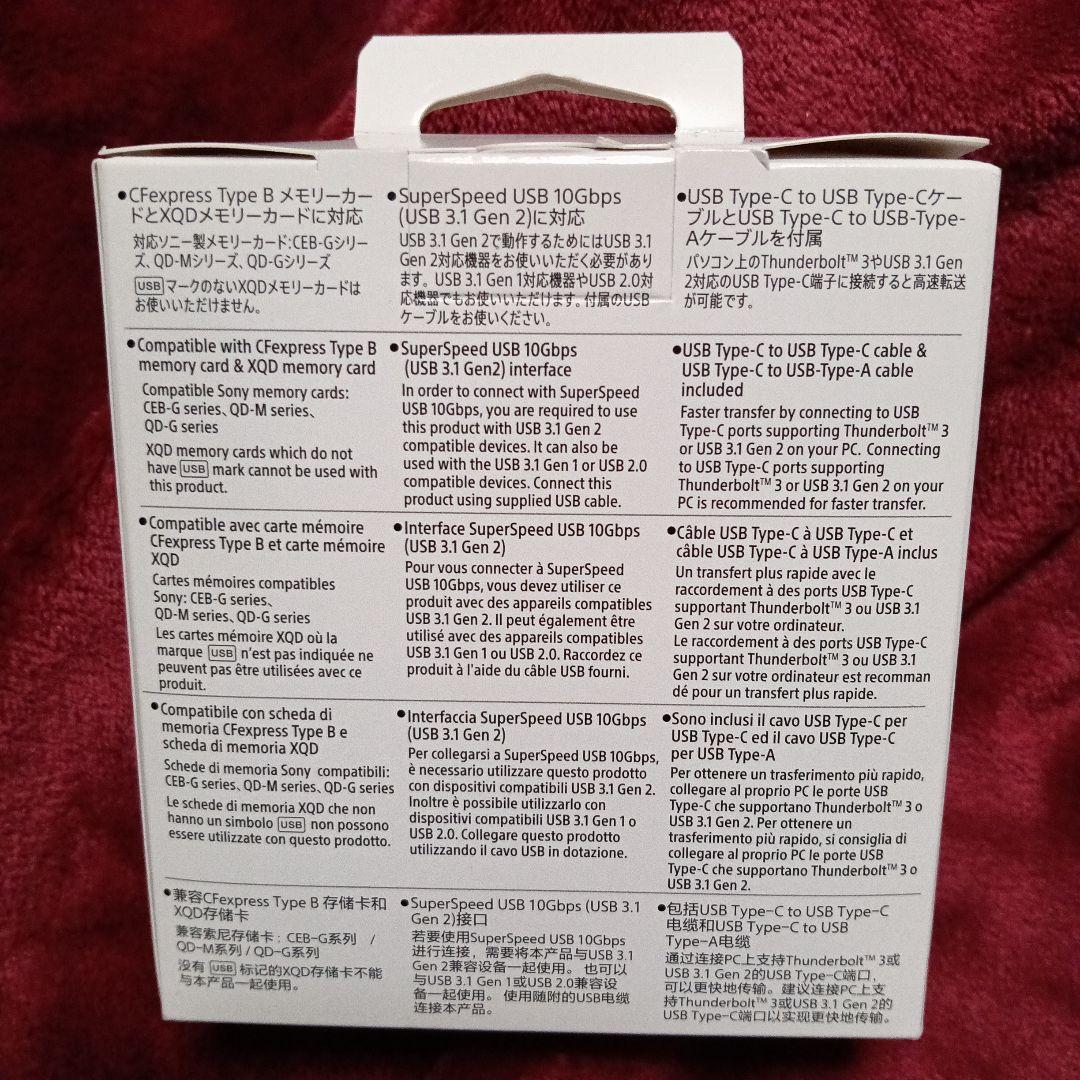 ●CFexpress Type B メモリーカー
ドとXQDメモリーカードに対応
対応ソニー製メモリーカード:CEB-Gシリー
ズ、QD-Mシリーズ、QD-Gシリーズ
USB マークのないXQDメモリーカードは
お使いいただけません。
●SuperSpeed USB 10Gbps
(USB 3.1 Gen 2)に対応
USB 3.1 Gen 2で動作するためにはUSB 3.1
Gen 2対応機器をお使いいただく必要があり
ます。USB 3.1 Gen 1対応機器やUSB 2.0対
応機器でもお使いいただけます。付属のUSB
ケーブルをお使いください。
●USB Type-C to USB Type-Cケー
ブルとUSB Type-C to USB-Type-
Aケーブルを付属
パソコン上のThunderbolt™ 3やUSB 3.1 Gen
2対応のUSB Type-C端子に接続すると高速転送
が可能です。
●Compatible with CFexpress Type B
memory card & XQD memory card
Compatible Sony memory cards:
CEB-G series、QD-M series、
QD-G series
XQD memory cards which do not
have USB mark cannot be used with
this product.
●SuperSpeed USB 10Gbps
(USB 3.1 Gen2) interface
In order to connect with SuperSpeed
USB 10Gbps, you are required to use
this product with USB 3.1 Gen 2
compatible devices. It can also be
used with the USB 3.1 Gen 1 or USB 2.0
compatible devices. Connect this
product using supplied USB cable.
●USB Type-C to USB Type-C cable &
USB Type-C to USB-Type-A cable
included
Faster transfer by connecting to USB
Type-C ports supporting Thunderbolt™ 3
or USB 3.1 Gen 2 on your PC. Connecting
to USB Type-C ports supporting
Thunderbolt™ 3 or USB 3.1 Gen 2 on your
PC is recommended for faster transfer.
●Compatible avec carte mémoire
CFexpress Type B et carte mémoire
XQD
Cartes mémoires compatibles
Sony: CEB-G series、
QD-M series、QD-G series
Les cartes mémoire XQD où la
marque USB n'est pas indiquée ne
peuvent pas être utilisées avec ce
produit.
●Interface SuperSpeed USB 10Gbps
(USB 3.1 Gen 2)
Pour vous connecter à SuperSpeed
USB 10Gbps, vous devez utiliser ce
produit avec des appareils compatibles
USB 3.1 Gen 2. Il peut également être
utilisé avec des appareils compatibles
USB 3.1 Gen 1 ou USB 2.0. Raccordez ce
produit à l'aide du câble USB fourni.
●Câble USB Type-C à USB Type-C et
câble USB Type-C à USB Type-A inclus
Un transfert plus rapide avec le
raccordement à des ports USB Type-C
supportant Thunderbolt™ 3 ou USB 3.1
Gen 2 sur votre ordinateur.
Le raccordement à des ports USB Type-C
supportant Thunderbolt™ 3 ou USB 3.1
Gen 2 sur votre ordinateur est recomman
dé pour un transfert plus rapide.
●Compatibile con scheda di
memoria CFexpress Type B e
scheda di memoria XQD
Schede di memoria Sony compatibili:
CEB-G series、QD-M series、QD-G series
Le schede di memoria XQD che non
hanno un simbolo USB non possono
essere utilizzate con questo prodotto.
●Interfaccia SuperSpeed USB 10Gbps
(USB 3.1 Gen 2)
Per collegarsi a SuperSpeed USB 10Gbps,
è necessario utilizzare questo prodotto
con dispositivi compatibili USB 3.1 Gen 2.
Inoltre è possibile utilizzarlo con
dispositivi compatibili USB 3.1 Gen 1 o
USB 2.0. Collegare questo prodotto
utilizzando il cavo USB in dotazione.
●Sono inclusi il cavo USB Type-C per
USB Type-C ed il cavo USB Type-C
per USB Type-A
Per ottenere un trasferimento più rapido,
collegare al proprio PC le porte USB
Type-C che supportano Thunderbolt™ 3 o
USB 3.1 Gen 2. Per ottenere un
trasferimento più rapido, si consiglia di
collegare al proprio PC le porte USB
Type-C che supportano Thunderbolt™ 3 o
USB 3.1 Gen 2.
●兼容CFexpress Type B 存储卡和
XQD存储卡
兼容索尼存储卡：CEB-G系列 /
QD-M系列 / QD-G系列
没有 USB 标记的XQD存储卡不能
与本产品一起使用。
●SuperSpeed USB 10Gbps (USB 3.1
Gen 2)接口
若要使用SuperSpeed USB 10Gbps
进行连接，需要将本产品与USB 3.1
Gen 2兼容设备一起使用。 也可以
与USB 3.1 Gen 1或USB 2.0兼容设
备一起使用。 使用随附的USB电缆
连接本产品。
●包括USB Type-C to USB Type-C
电缆和USB Type-C to USB
Type-A电缆
通过连接PC上支持Thunderbolt™ 3或
USB 3.1 Gen 2的USB Type-C端口，
可以更快地传输。建议连接PC上支
持Thunderbolt™ 3或USB 3.1 Gen 2的
USB Type-C端口以实现更快地传输。